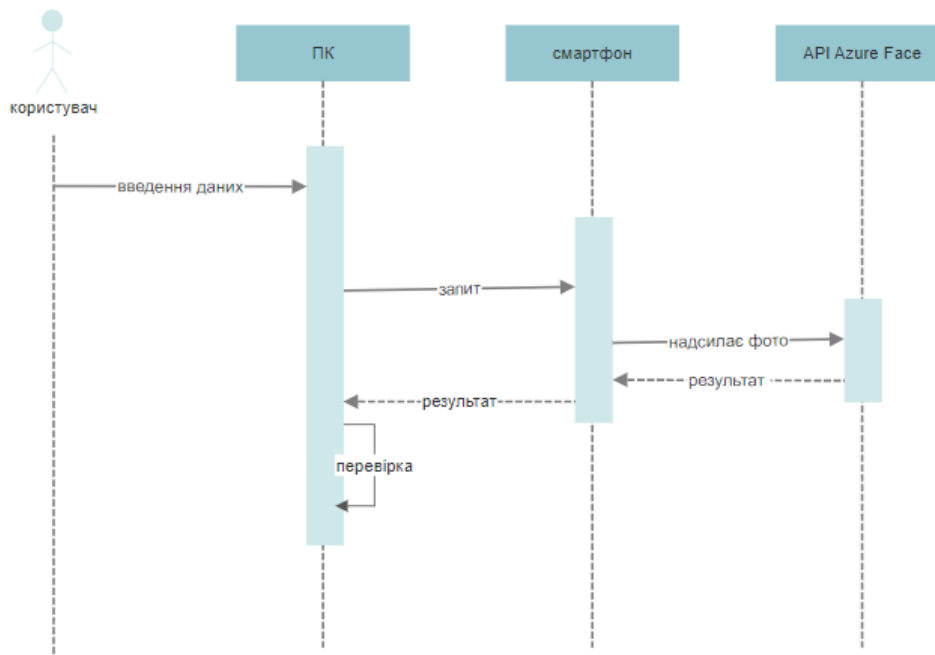 ПК
смартфон
API Azure Face
користувач
введення даних
запит
надсилає фото
результат
результат
перевірка